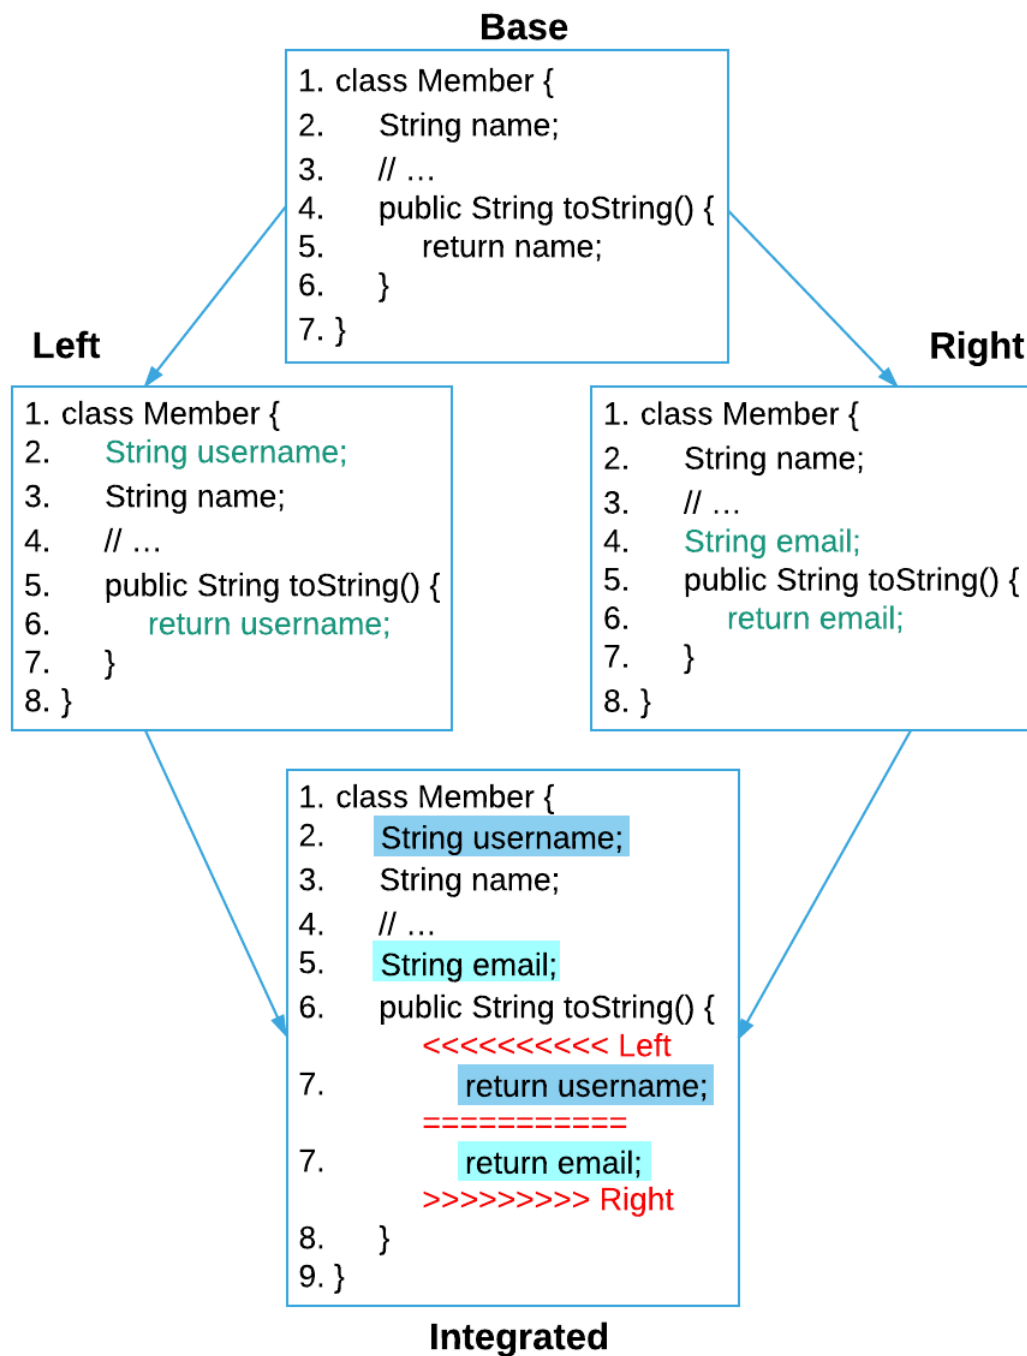 Base
1. class Member {
2. String name;
3. // …
4. public String toString() {
5. return name;
6. }
7. }
Left
1. class Member {
2. String username;
3. String name;
4. // …
5. public String toString() {
6. return username;
7. }
8. }
Right
1. class Member {
2. String name;
3. // …
4. String email;
5. public String toString() {
6. return email;
7. }
8. }
1. class Member {
2. String username;
3. String name;
4. // …
5. String email;
6. public String toString() {
<<<<<<<<<< Left
7. return username;
===========
7. return email;
>>>>>>>>> Right
8. }
9. }
Integrated